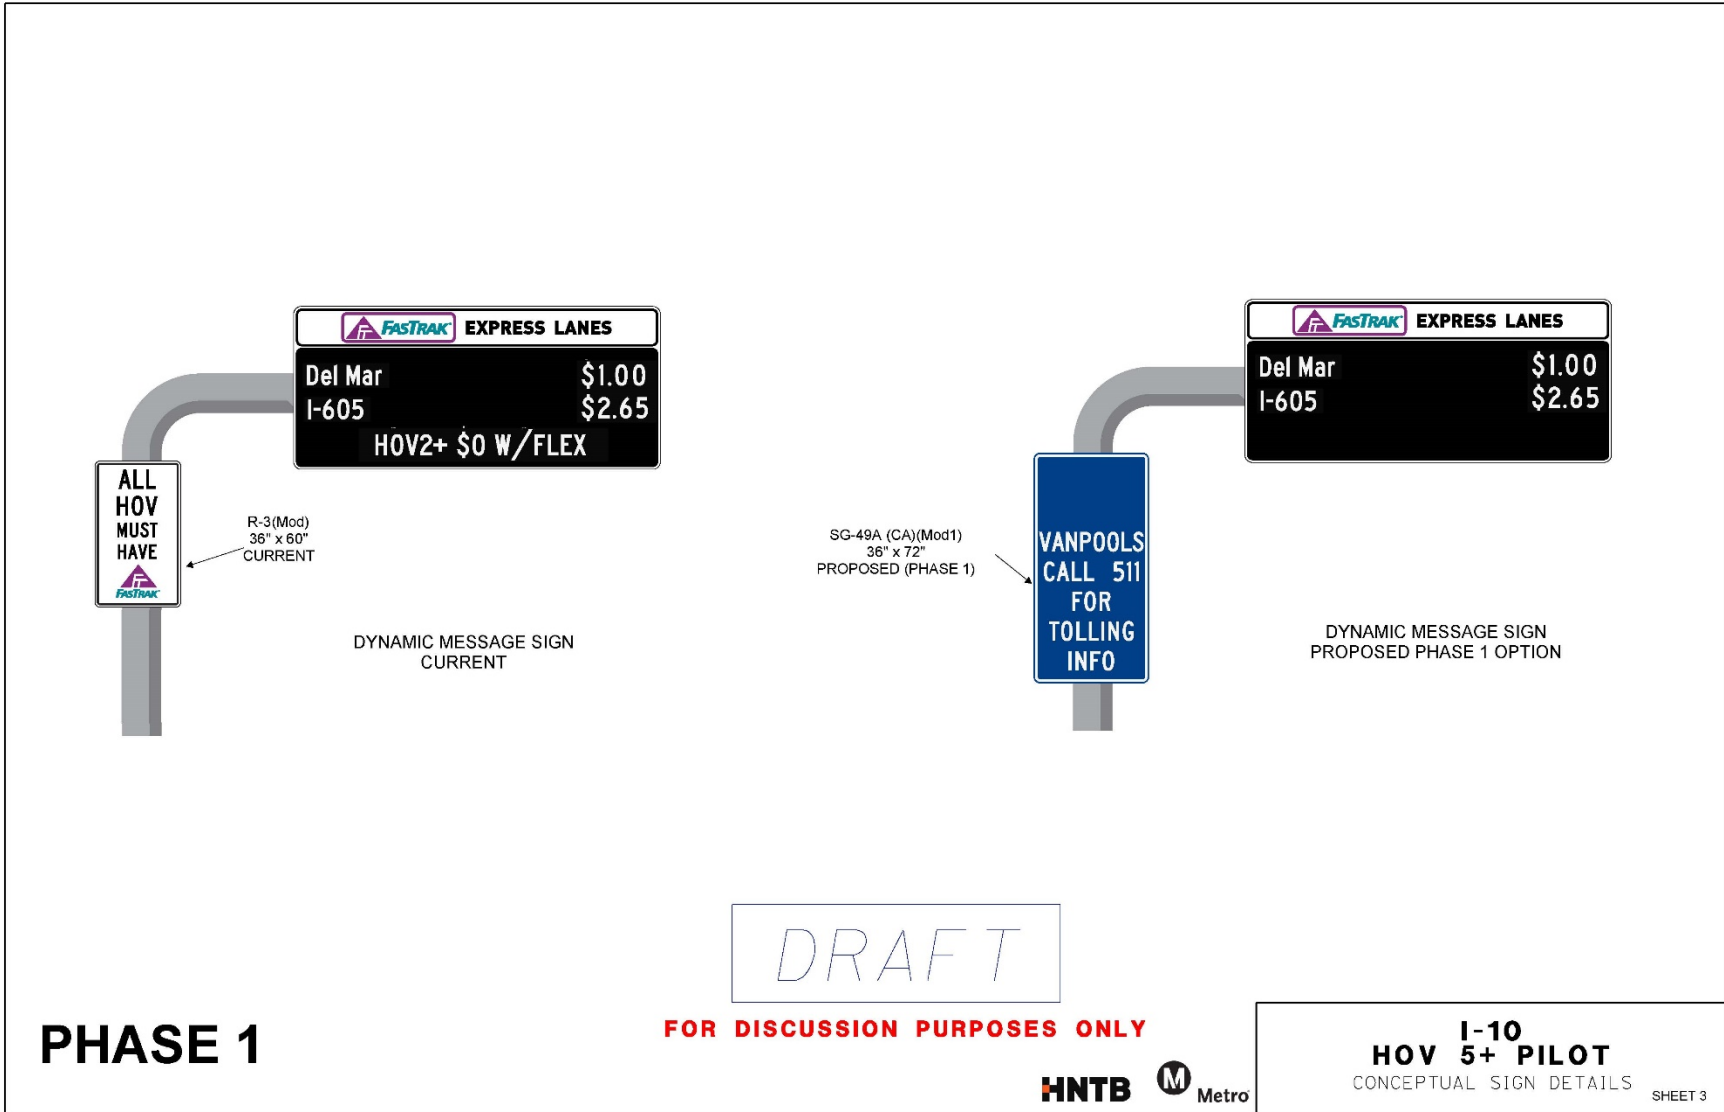 FASTRAK EXPRESS LANES
Del Mar $1.00
I-605 $2.65
HOV2+ $0 W/FLEX
ALL
HOV
MUST
HAVE
FASTRAK
R-3(Mod)
36" x 60"
CURRENT
DYNAMIC MESSAGE SIGN
CURRENT
FASTRAK EXPRESS LANES
Del Mar $1.00
I-605 $2.65
VANPOOLS
CALL 511
FOR
TOLLING
INFO
SG-49A (CA)(Mod1)
36" x 72"
PROPOSED (PHASE 1)
DYNAMIC MESSAGE SIGN
PROPOSED PHASE 1 OPTION
DRAFT
FOR DISCUSSION PURPOSES ONLY
PHASE 1
HNTB
M Metro
I-10
HOV 5+ PILOT
CONCEPTUAL SIGN DETAILS
SHEET 3